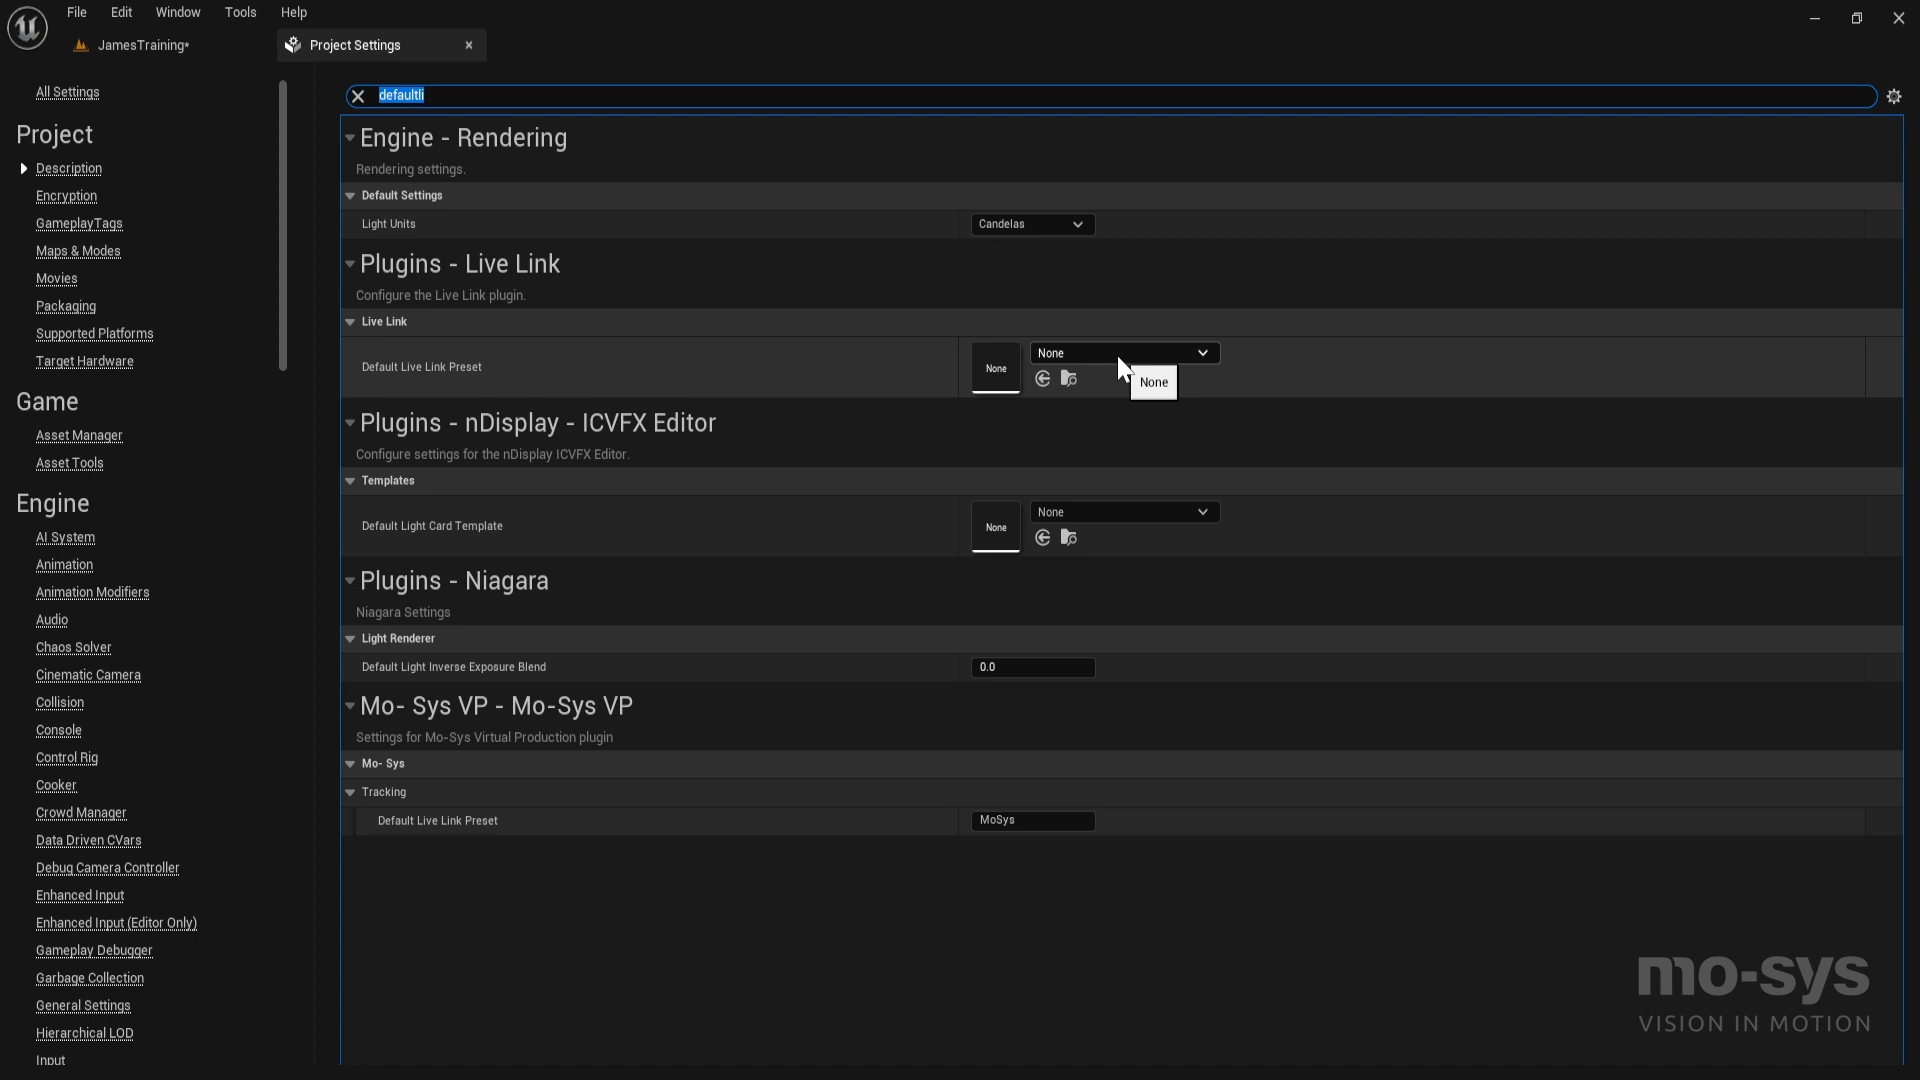 File Edit Window Tools Help
JamesTraining*
Project Settings
All Settings
Project
Description
Encryption
GameplayTags
Maps & Modes
Movies
Packaging
Supported Platforms
Target Hardware
Game
Asset Manager
Asset Tools
Engine
AI System
Animation
Animation Modifiers
Audio
Chaos Solver
Cinematic Camera
Collision
Console
Control Rig
Cooker
Crowd Manager
Data Driven CVars
Debug Camera Controller
Enhanced Input
Enhanced Input (Editor Only)
Gameplay Debugger
Garbage Collection
General Settings
Hierarchical LOD
Input
defaultli
Engine - Rendering
Rendering settings.
Default Settings
Light Units Candelas
Plugins - Live Link
Configure the Live Link plugin.
Live Link
Default Live Link Preset None None
None
Plugins - nDisplay - ICVFX Editor
Configure settings for the nDisplay ICVFX Editor.
Templates
Default Light Card Template None None
Plugins - Niagara
Niagara Settings
Light Renderer
Default Light Inverse Exposure Blend 0.0
Mo- Sys VP - Mo-Sys VP
Settings for Mo-Sys Virtual Production plugin
Mo- Sys
Tracking
Default Live Link Preset MoSys
mo-sys
VISION IN MOTION